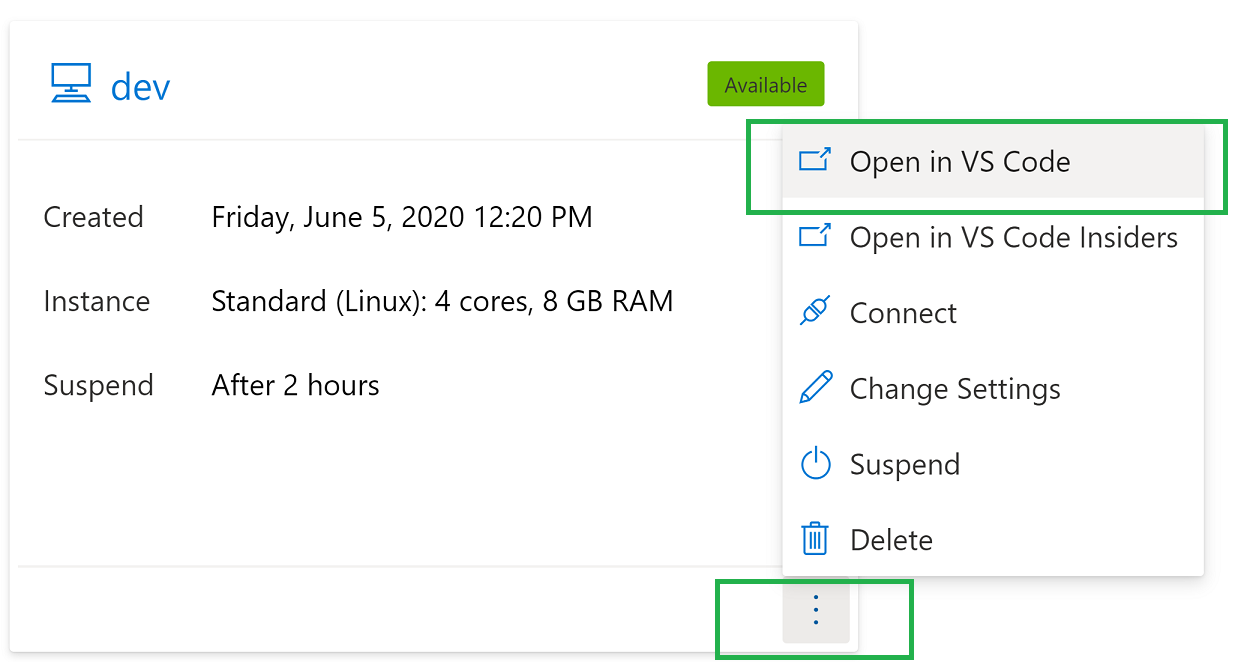 dev
Available
Created Friday, June 5, 2020 12:20 PM
Instance Standard (Linux): 4 cores, 8 GB RAM
Suspend After 2 hours
Open in VS Code
Open in VS Code Insiders
Connect
Change Settings
Suspend
Delete